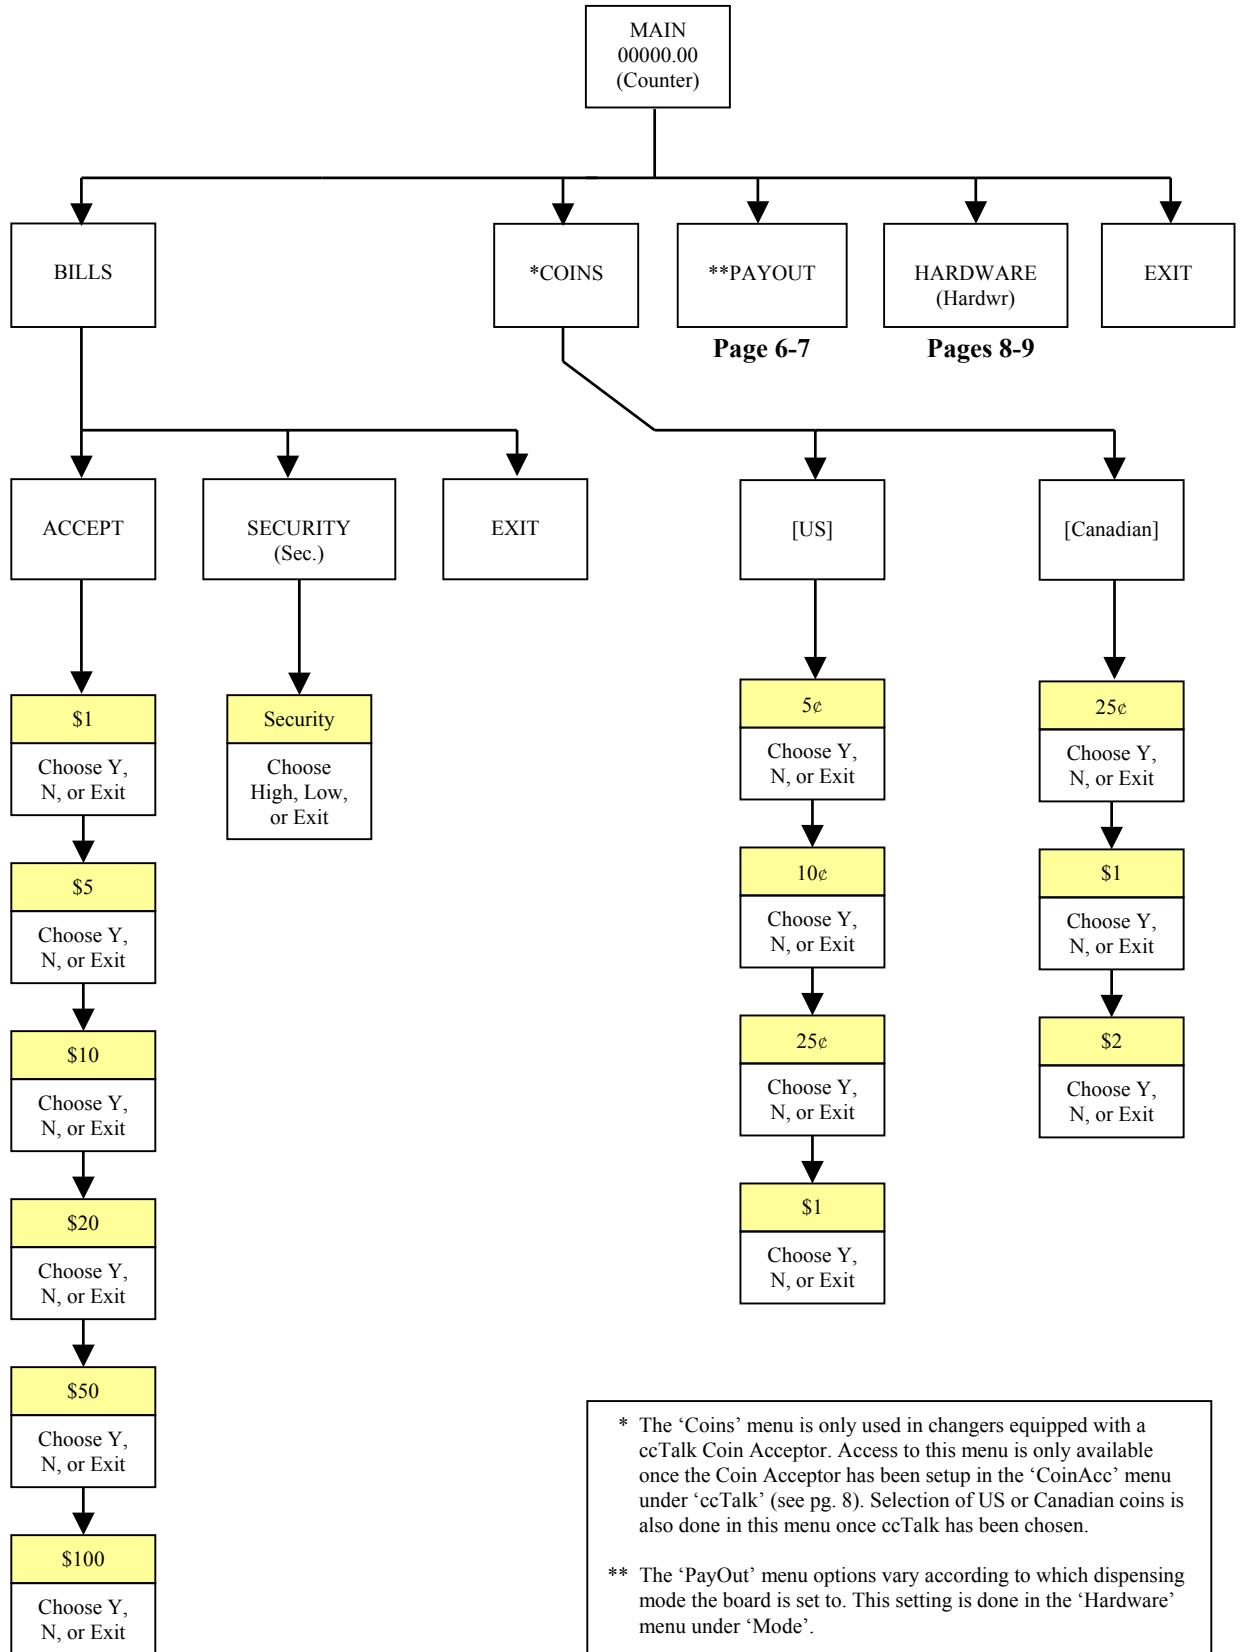 MAIN
00000.00
(Counter)
BILLS
*COINS
**PAYOUT
HARDWARE
(Hardwr)
EXIT
Page 6-7
Pages 8-9
ACCEPT
SECURITY
(Sec.)
EXIT
[US]
[Canadian]
$1
Choose Y,
N, or Exit
$5
Choose Y,
N, or Exit
$10
Choose Y,
N, or Exit
$20
Choose Y,
N, or Exit
$50
Choose Y,
N, or Exit
$100
Choose Y,
N, or Exit
Security
Choose
High, Low,
or Exit
5¢
Choose Y,
N, or Exit
10¢
Choose Y,
N, or Exit
25¢
Choose Y,
N, or Exit
$1
Choose Y,
N, or Exit
25¢
Choose Y,
N, or Exit
$1
Choose Y,
N, or Exit
$2
Choose Y,
N, or Exit
* The ‘Coins’ menu is only used in changers equipped with a
ccTalk Coin Acceptor. Access to this menu is only available
once the Coin Acceptor has been setup in the ‘CoinAcc’ menu
under ‘ccTalk’ (see pg. 8). Selection of US or Canadian coins is
also done in this menu once ccTalk has been chosen.
** The ‘PayOut’ menu options vary according to which dispensing
mode the board is set to. This setting is done in the ‘Hardware’
menu under ‘Mode’.